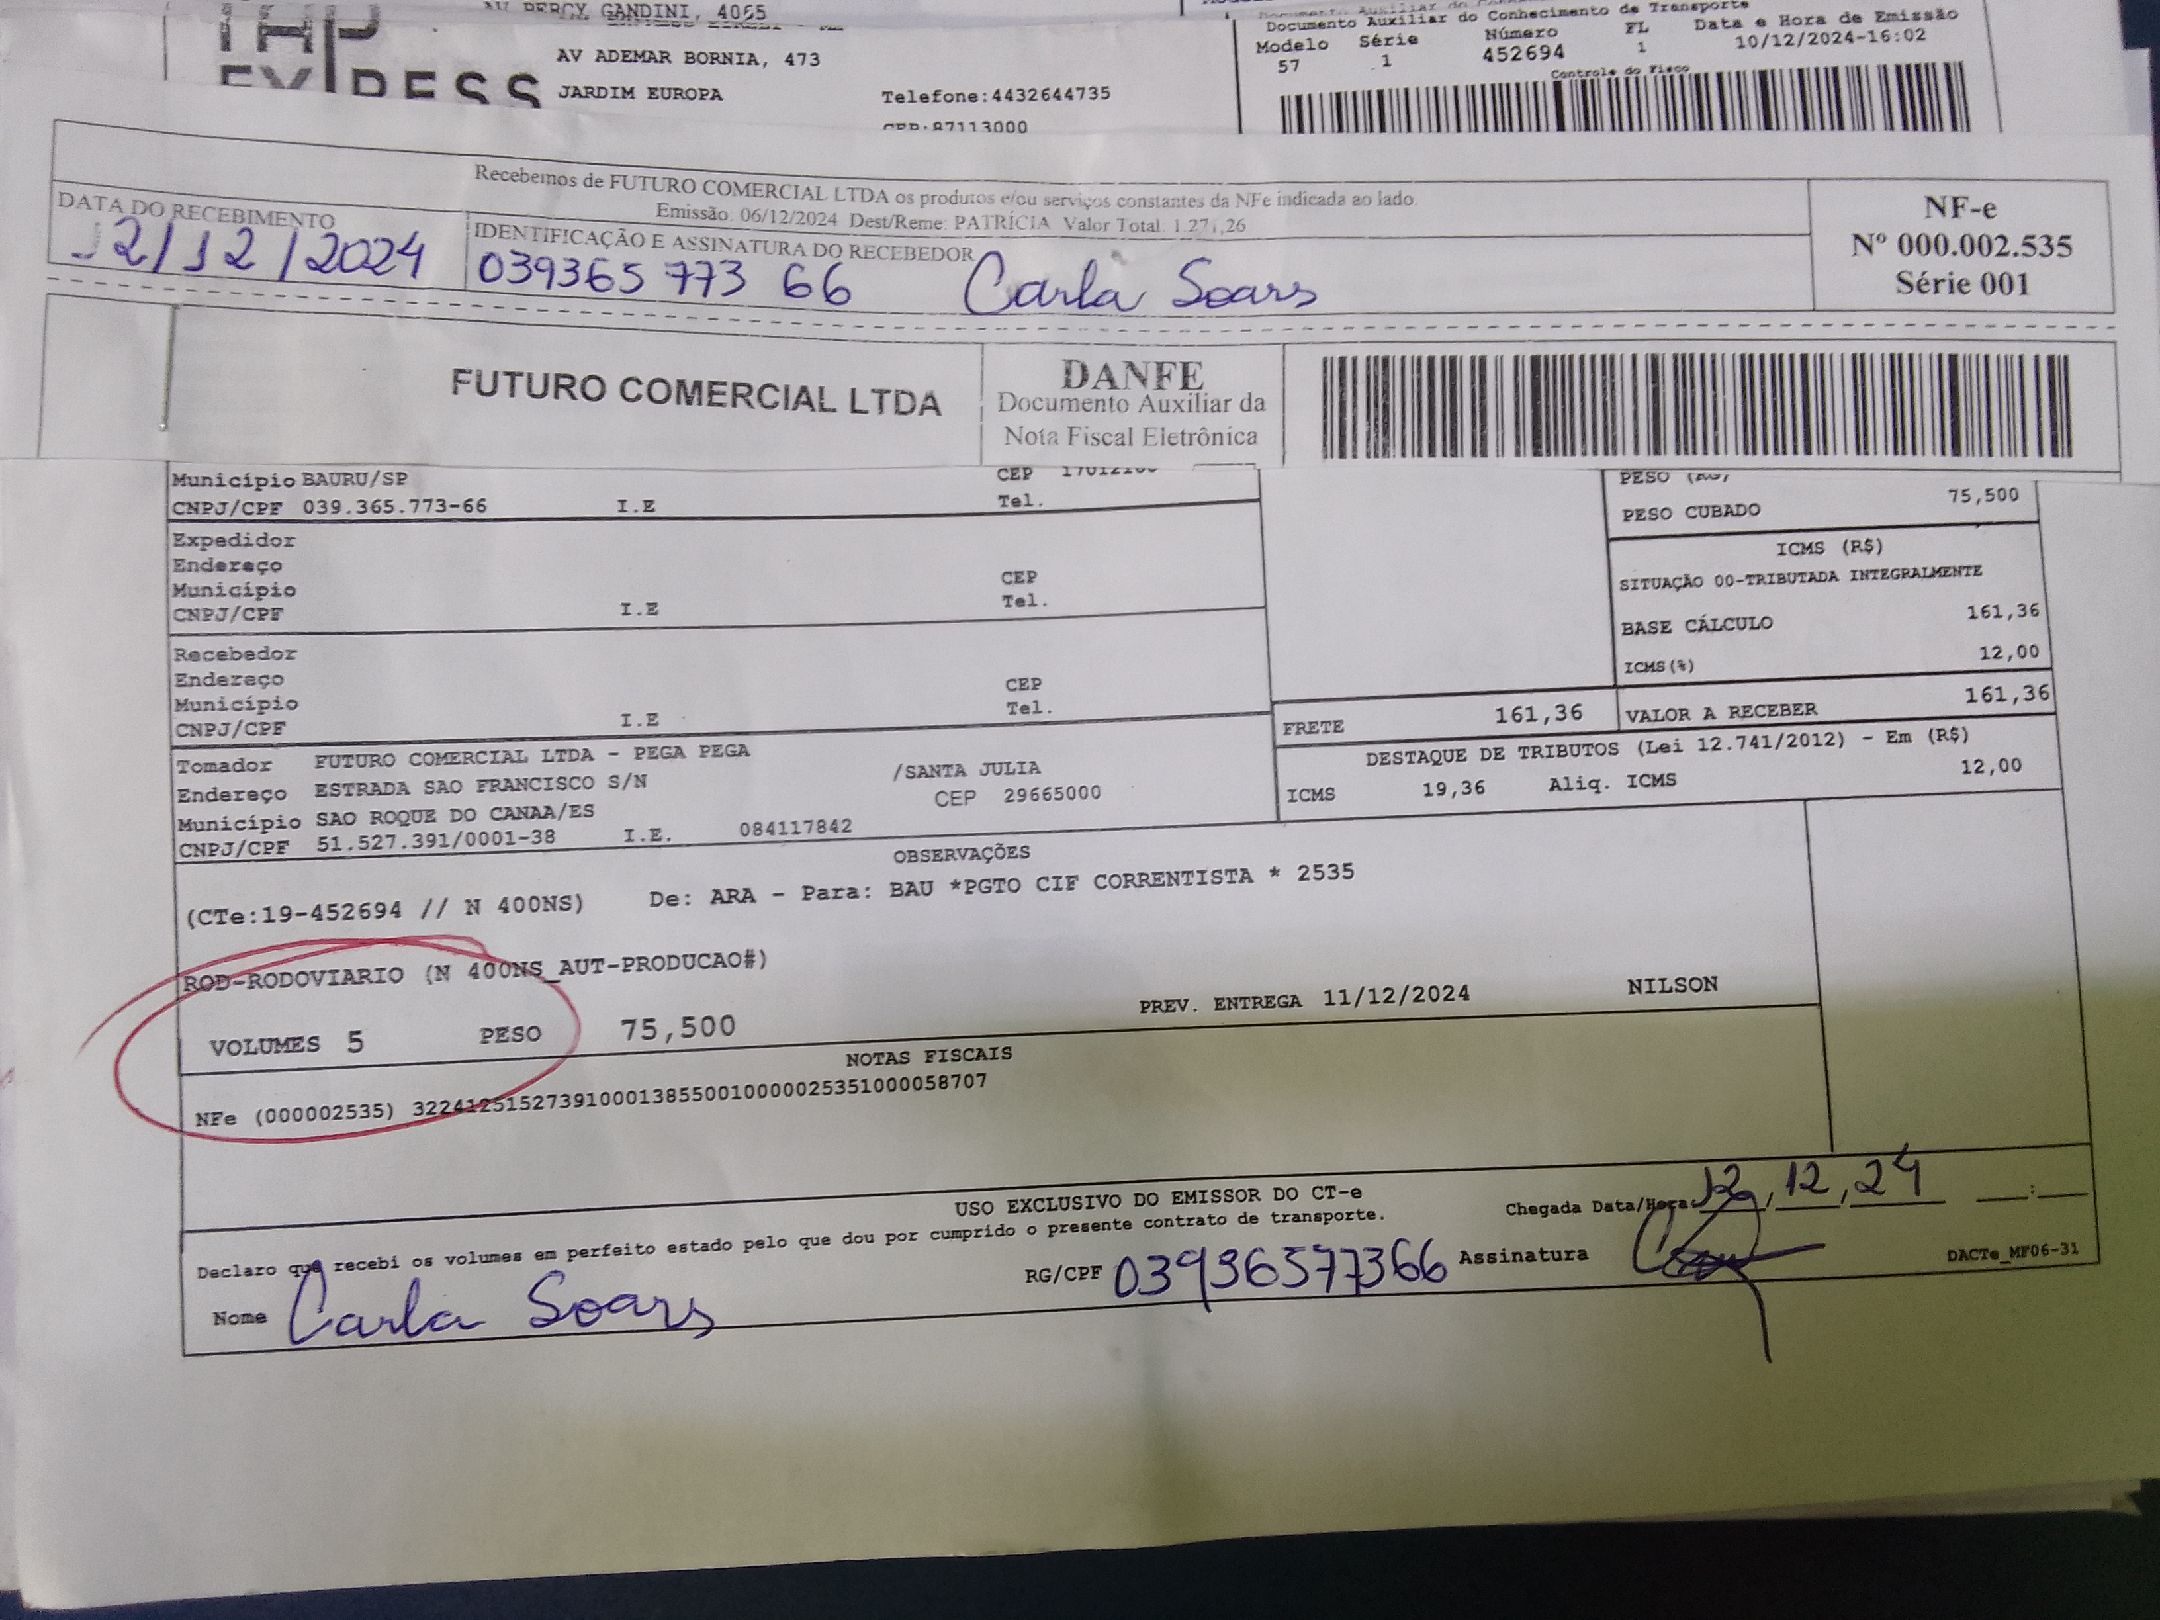 AV PERCY GANDINI, 4065
EXPRESS
AV ADEMAR BORNIA, 473
JARDIM EUROPA
Telefone:4432644735
CEP:87113000
Documento Auxiliar do Conhecimento de Transporte
Modelo Série Número FL Data e Hora de Emissão
57 1 452694 1 10/12/2024-16:02
Controle do Fisco
Recebemos de FUTURO COMERCIAL LTDA os produtos e/ou serviços constantes da NFe indicada ao lado.
Emissão: 06/12/2024 Dest/Reme: PATRÍCIA Valor Total: 1.271,26
DATA DO RECEBIMENTO
12/12/2024
IDENTIFICAÇÃO E ASSINATURA DO RECEBEDOR
039365 773 66 Carla Soars
NF-e
Nº 000.002.535
Série 001
FUTURO COMERCIAL LTDA
DANFE
Documento Auxiliar da
Nota Fiscal Eletrônica
Município BAURU/SP CEP
CNPJ/CPF 039.365.773-66 I.E Tel.
Expedidor
Endereço
Município CEP
CNPJ/CPF I.E Tel.
Recebedor
Endereço
Município CEP
CNPJ/CPF I.E Tel.
Tomador FUTURO COMERCIAL LTDA - PEGA PEGA
Endereço ESTRADA SAO FRANCISCO S/N /SANTA JULIA
Município SAO ROQUE DO CANAA/ES CEP 29665000
CNPJ/CPF 51.527.391/0001-38 I.E. 084117842
PESO (KG) 75,500
PESO CUBADO
ICMS (R$)
SITUAÇÃO 00-TRIBUTADA INTEGRALMENTE
BASE CÁLCULO 161,36
ICMS(%) 12,00
FRETE 161,36 VALOR A RECEBER 161,36
DESTAQUE DE TRIBUTOS (Lei 12.741/2012) - Em (R$)
ICMS 19,36 Aliq. ICMS 12,00
OBSERVAÇÕES
(CTe:19-452694 // N 400NS) De: ARA - Para: BAU *PGTO CIF CORRENTISTA * 2535
ROD-RODOVIARIO (N 400NS_AUT-PRODUCAO#)
PREV. ENTREGA 11/12/2024 NILSON
VOLUMES 5 PESO 75,500
NOTAS FISCAIS
NFe (000002535) 32241251527391000138550010000025351000058707
USO EXCLUSIVO DO EMISSOR DO CT-e
Declaro que recebi os volumes em perfeito estado pelo que dou por cumprido o presente contrato de transporte.
Chegada Data/Hora: 12,12,24 __:__
Nome Carla Soars RG/CPF 03936577366 Assinatura
DACTe_MF06-31